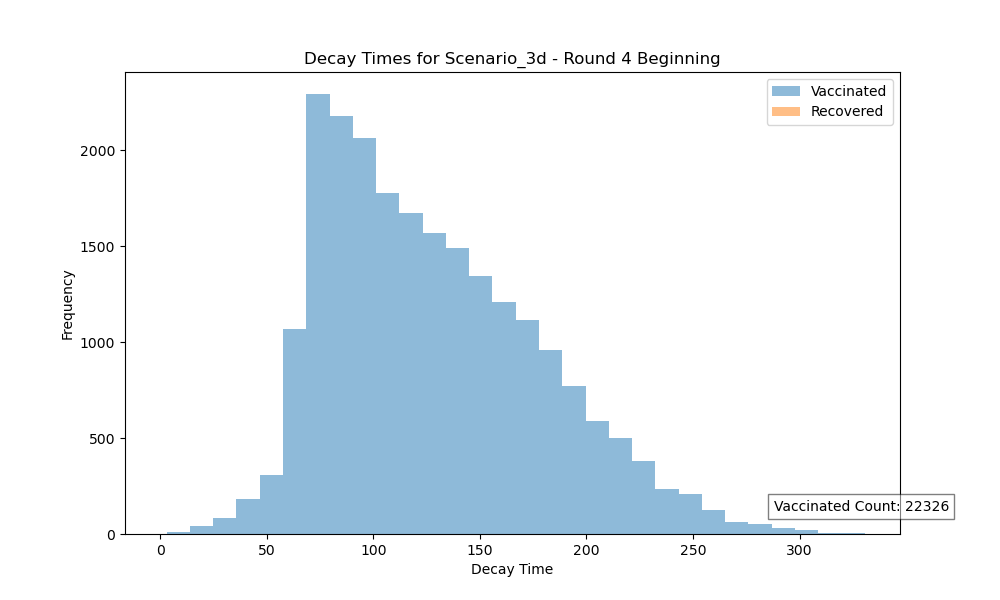 Decay Times for Scenario_3d - Round 4 Beginning
Vaccinated
Recovered
2000
1500
1000
500
0
Frequency
Vaccinated Count: 22326
0
50
100
150
200
250
300
Decay Time